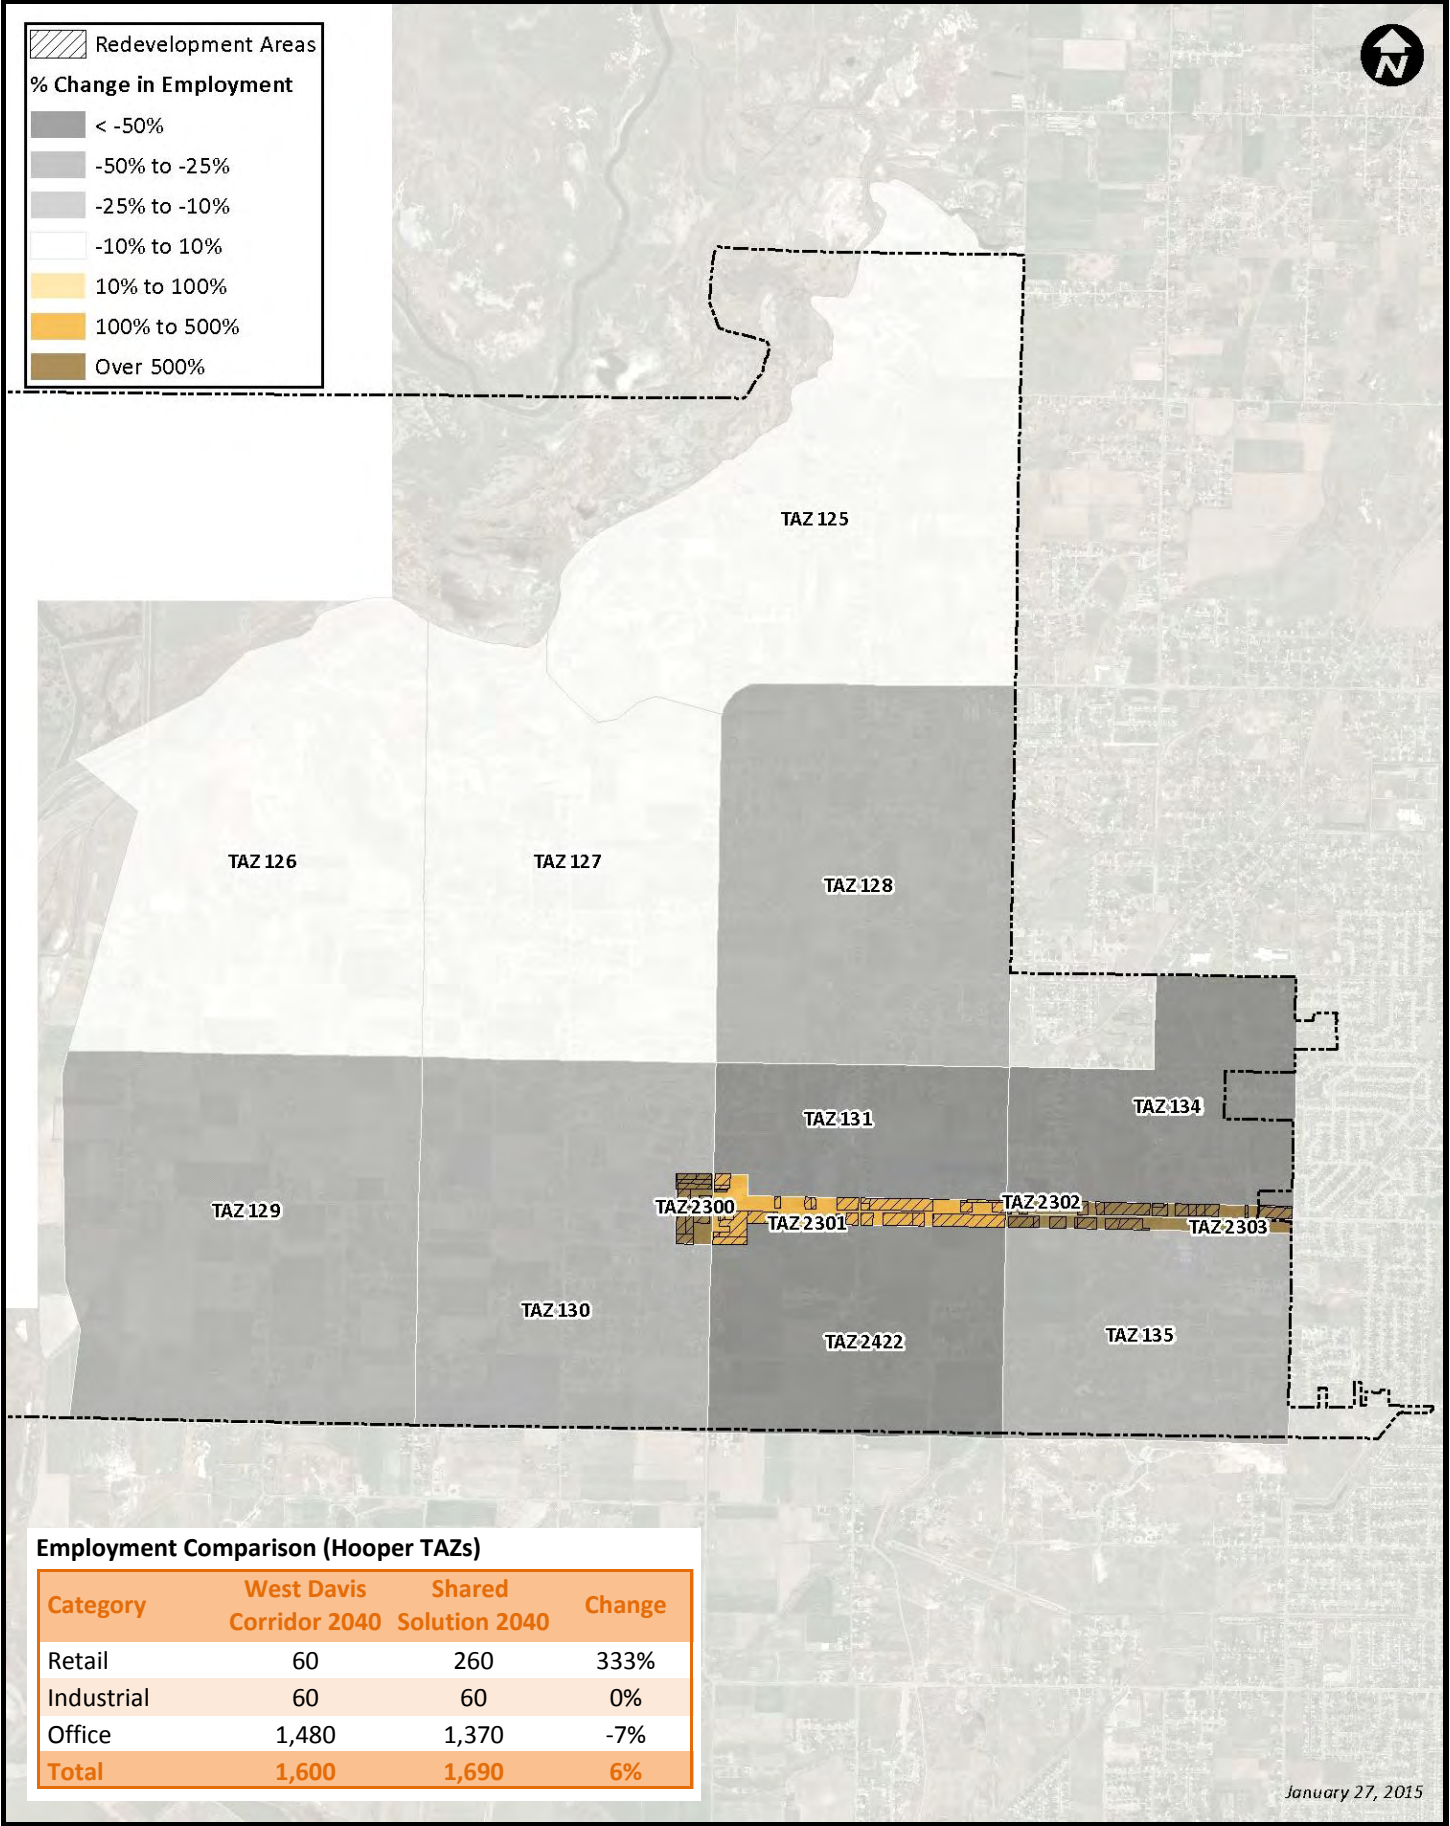 Redevelopment Areas
% Change in Employment
< -50%
-50% to -25%
-25% to -10%
-10% to 10%
10% to 100%
100% to 500%
Over 500%
N
TAZ 125
TAZ 126
TAZ 127
TAZ 128
TAZ 131
TAZ 134
TAZ 129
TAZ 2300
TAZ 2301
TAZ 2302
TAZ 2303
TAZ 130
TAZ 2422
TAZ 135
Employment Comparison (Hooper TAZs)
Category West Davis Corridor 2040 Shared Solution 2040 Change
Retail 60 260 333%
Industrial 60 60 0%
Office 1,480 1,370 -7%
Total 1,600 1,690 6%
January 27, 2015